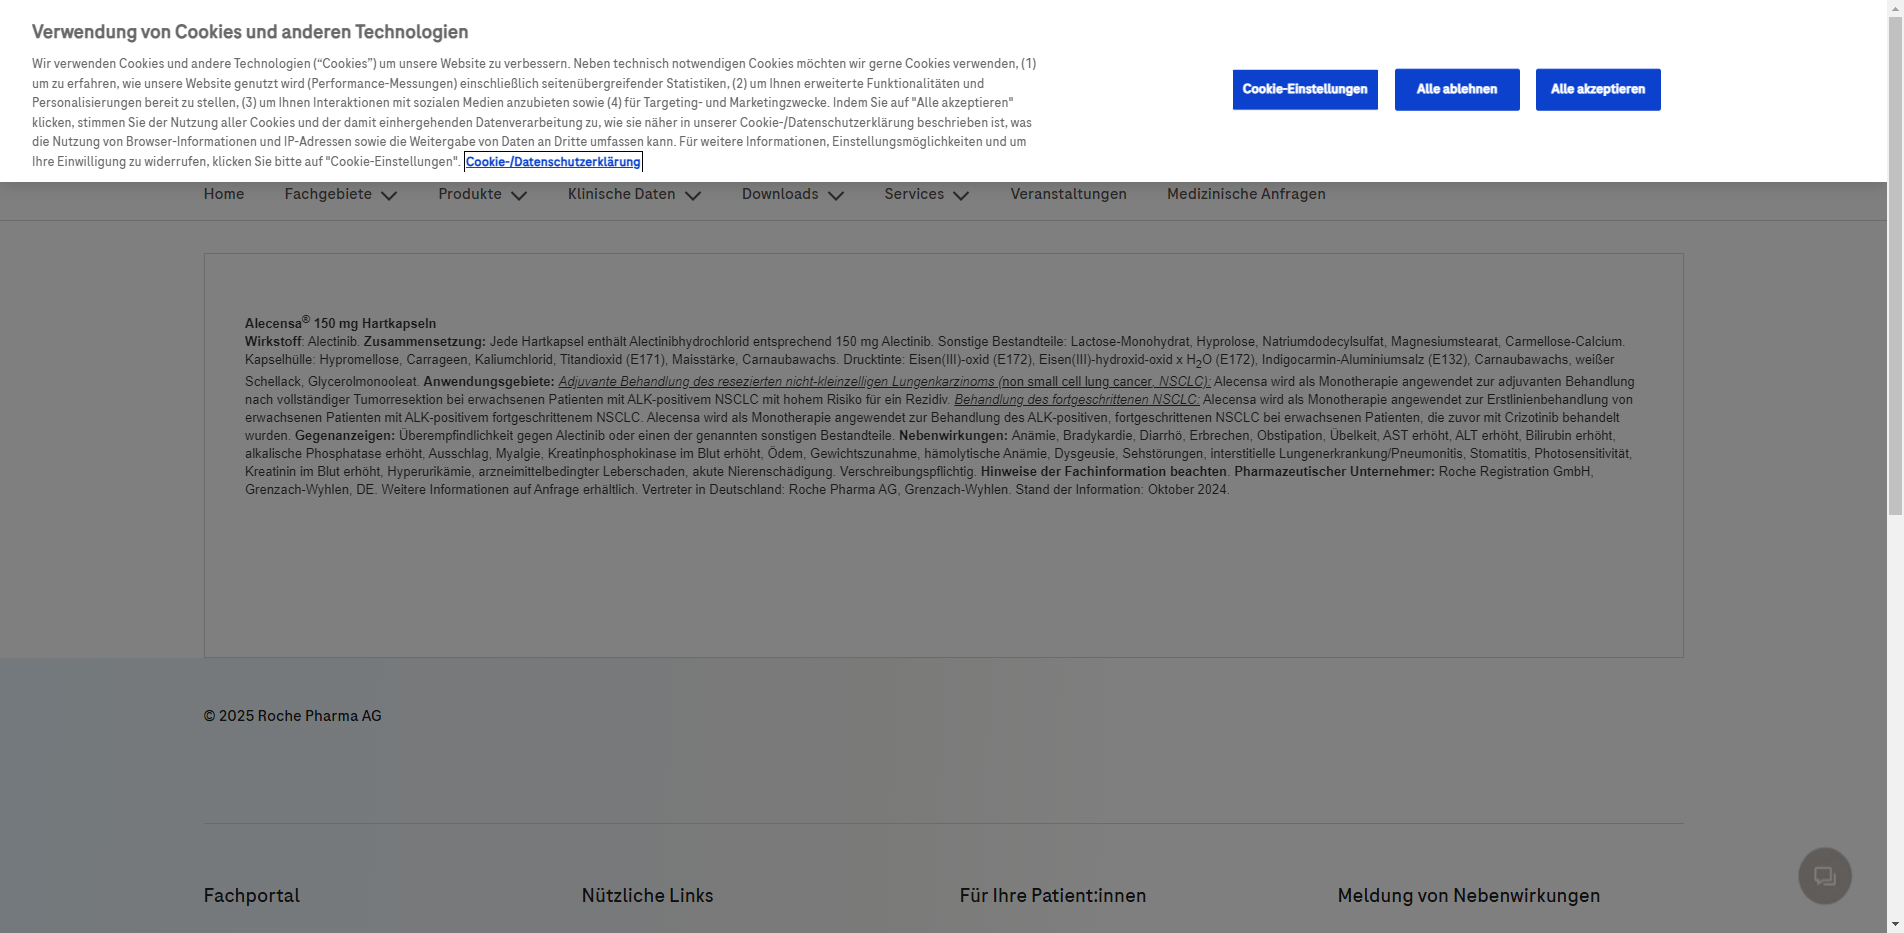 Verwendung von Cookies und anderen Technologien
Wir verwenden Cookies und andere Technologien (“Cookies”) um unsere Website zu verbessern. Neben technisch notwendigen Cookies möchten wir gerne Cookies verwenden, (1)
um zu erfahren, wie unsere Website genutzt wird (Performance-Messungen) einschließlich seitenübergreifender Statistiken, (2) um Ihnen erweiterte Funktionalitäten und
Personalisierungen bereit zu stellen, (3) um Ihnen Interaktionen mit sozialen Medien anzubieten sowie (4) für Targeting- und Marketingzwecke. Indem Sie auf "Alle akzeptieren"
klicken, stimmen Sie der Nutzung aller Cookies und der damit einhergehenden Datenverarbeitung zu, wie sie näher in unserer Cookie-/Datenschutzerklärung beschrieben ist, was
die Nutzung von Browser-Informationen und IP-Adressen sowie die Weitergabe von Daten an Dritte umfassen kann. Für weitere Informationen, Einstellungsmöglichkeiten und um
Ihre Einwilligung zu widerrufen, klicken Sie bitte auf "Cookie-Einstellungen". Cookie-/Datenschutzerklärung
Cookie-Einstellungen Alle ablehnen Alle akzeptieren
Home Fachgebiete Produkte Klinische Daten Downloads Services Veranstaltungen Medizinische Anfragen
Alecensa® 150 mg Hartkapseln
Wirkstoff: Alectinib. Zusammensetzung: Jede Hartkapsel enthält Alectinibhydrochlorid entsprechend 150 mg Alectinib. Sonstige Bestandteile: Lactose-Monohydrat, Hyprolose, Natriumdodecylsulfat, Magnesiumstearat, Carmellose-Calcium.
Kapselhülle: Hypromellose, Carrageen, Kaliumchlorid, Titandioxid (E171), Maisstärke, Carnaubawachs. Drucktinte: Eisen(III)-oxid (E172), Eisen(III)-hydroxid-oxid x H2O (E172), Indigocarmin-Aluminiumsalz (E132), Carnaubawachs, weißer
Schellack, Glycerolmonooleat. Anwendungsgebiete: Adjuvante Behandlung des resezierten nicht-kleinzelligen Lungenkarzinoms (non small cell lung cancer, NSCLC): Alecensa wird als Monotherapie angewendet zur adjuvanten Behandlung
nach vollständiger Tumorresektion bei erwachsenen Patienten mit ALK-positivem NSCLC mit hohem Risiko für ein Rezidiv. Behandlung des fortgeschrittenen NSCLC: Alecensa wird als Monotherapie angewendet zur Erstlinienbehandlung von
erwachsenen Patienten mit ALK-positivem fortgeschrittenem NSCLC. Alecensa wird als Monotherapie angewendet zur Behandlung des ALK-positiven, fortgeschrittenen NSCLC bei erwachsenen Patienten, die zuvor mit Crizotinib behandelt
wurden. Gegenanzeigen: Überempfindlichkeit gegen Alectinib oder einen der genannten sonstigen Bestandteile. Nebenwirkungen: Anämie, Bradykardie, Diarrhö, Erbrechen, Obstipation, Übelkeit, AST erhöht, ALT erhöht, Bilirubin erhöht,
alkalische Phosphatase erhöht, Ausschlag, Myalgie, Kreatinphosphokinase im Blut erhöht, Ödem, Gewichtszunahme, hämolytische Anämie, Dysgeusie, Sehstörungen, interstitielle Lungenerkrankung/Pneumonitis, Stomatitis, Photosensitivität,
Kreatinin im Blut erhöht, Hyperurikämie, arzneimittelbedingter Leberschaden, akute Nierenschädigung. Verschreibungspflichtig. Hinweise der Fachinformation beachten. Pharmazeutischer Unternehmer: Roche Registration GmbH,
Grenzach-Wyhlen, DE. Weitere Informationen auf Anfrage erhältlich. Vertreter in Deutschland: Roche Pharma AG, Grenzach-Wyhlen. Stand der Information: Oktober 2024.
© 2025 Roche Pharma AG
Fachportal Nützliche Links Für Ihre Patient:innen Meldung von Nebenwirkungen